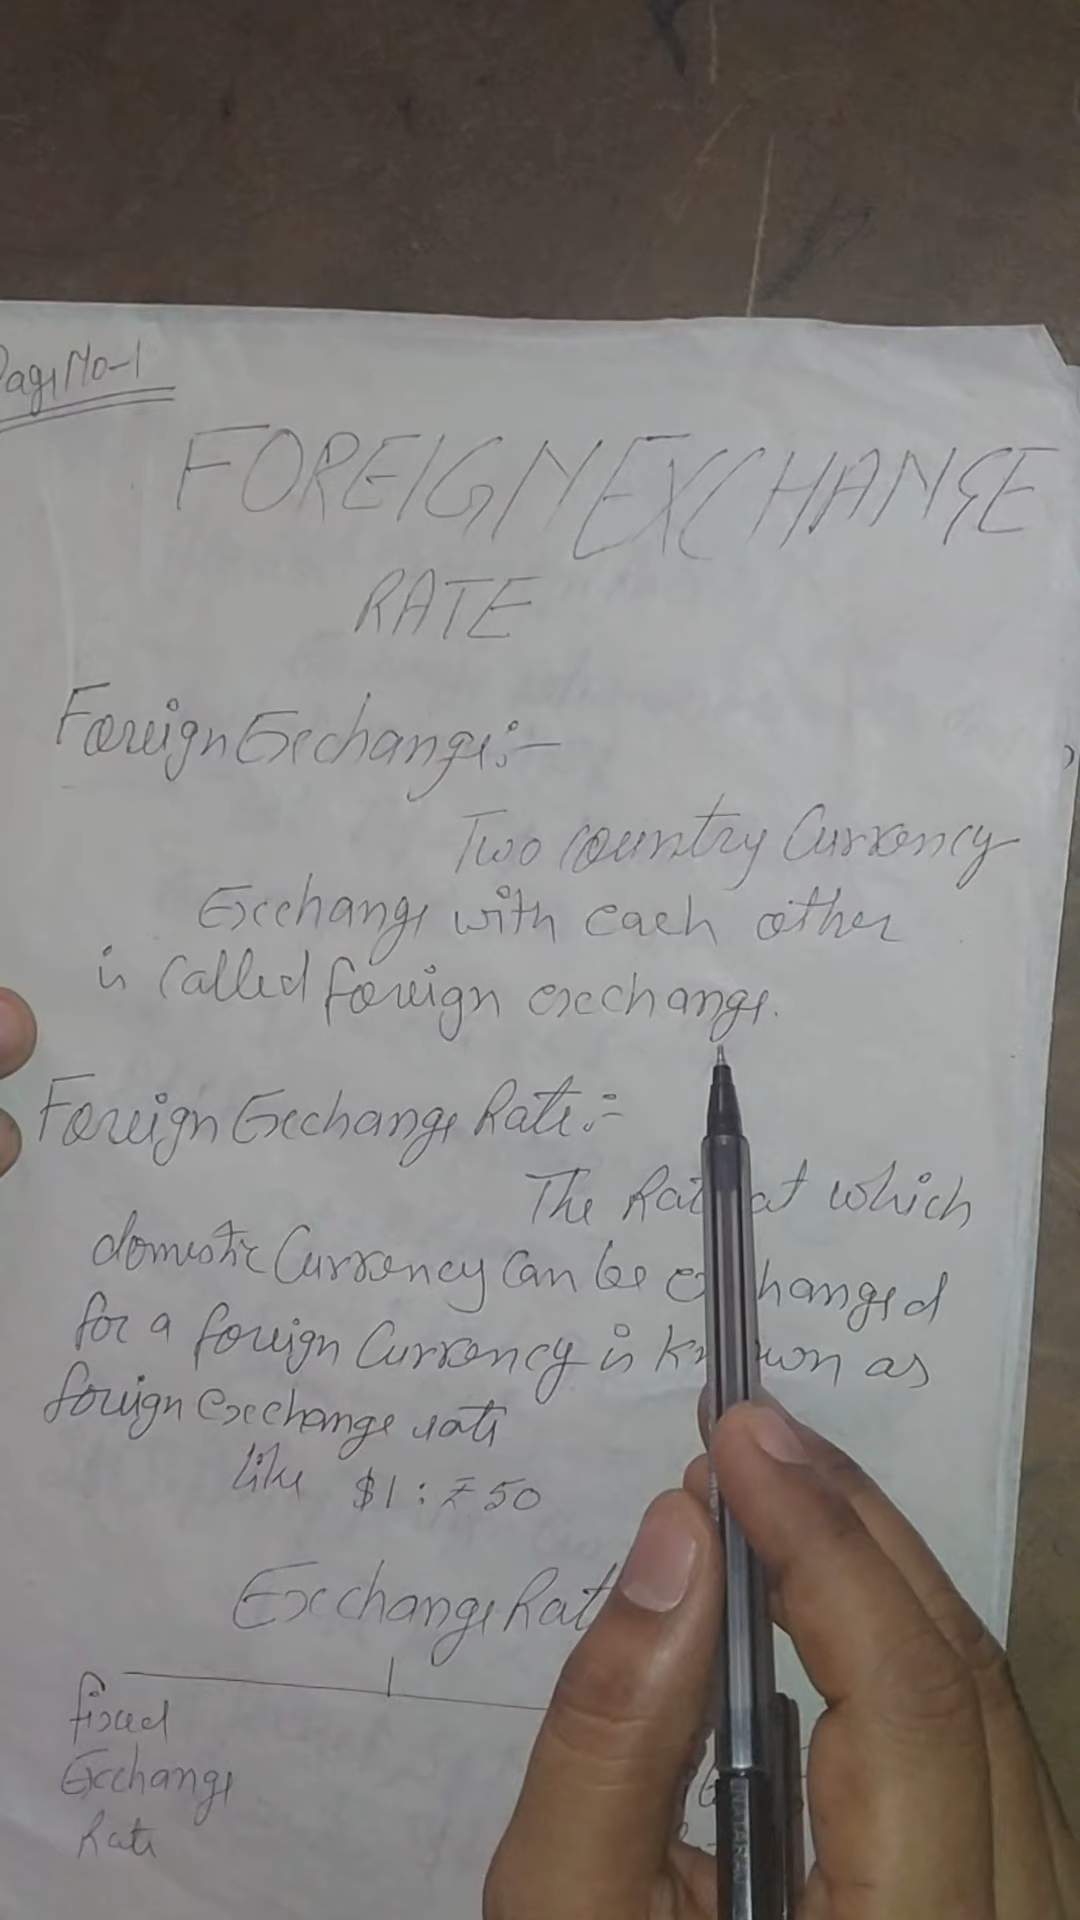 Page No-1
FOREIGN EXCHANGE
RATE
Foreign Exchange:-
Two Country Currency
Exchange with each other
is called foreign exchange.
Foreign Exchange Rate:-
The Rate at which
domestic Currency can be exchanged
for a foreign Currency is known as
foreign exchange rate
like $1 : ₹ 50
Exchange Rate
fixed
Exchange
Rate